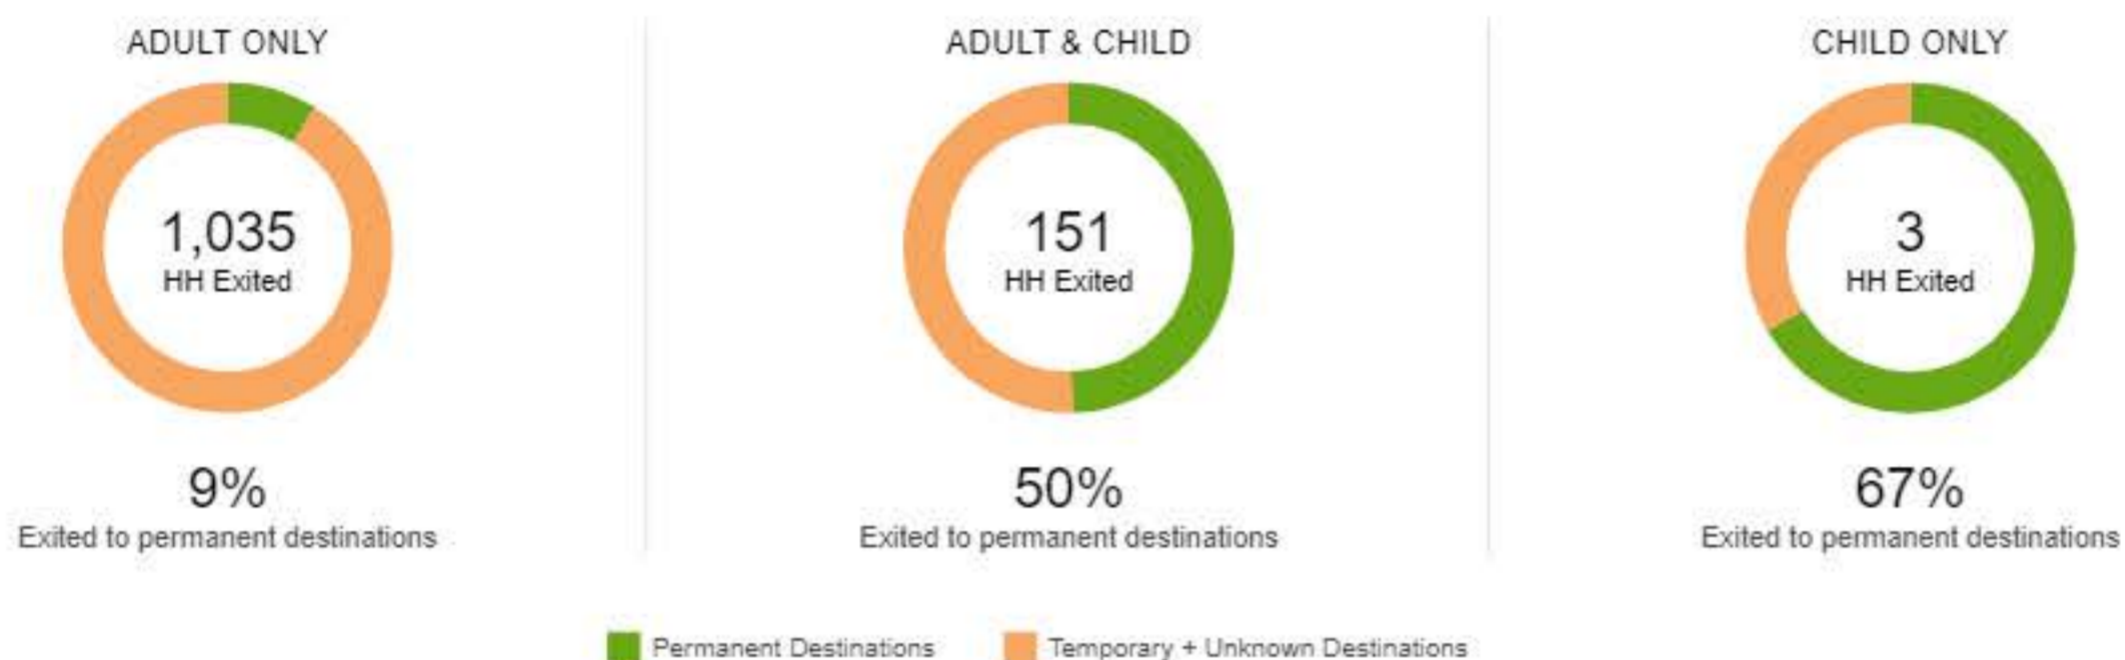 ADULT ONLY
1,035
HH Exited
9%
Exited to permanent destinations
ADULT & CHILD
151
HH Exited
50%
Exited to permanent destinations
CHILD ONLY
3
HH Exited
67%
Exited to permanent destinations
Permanent Destinations
Temporary + Unknown Destinations